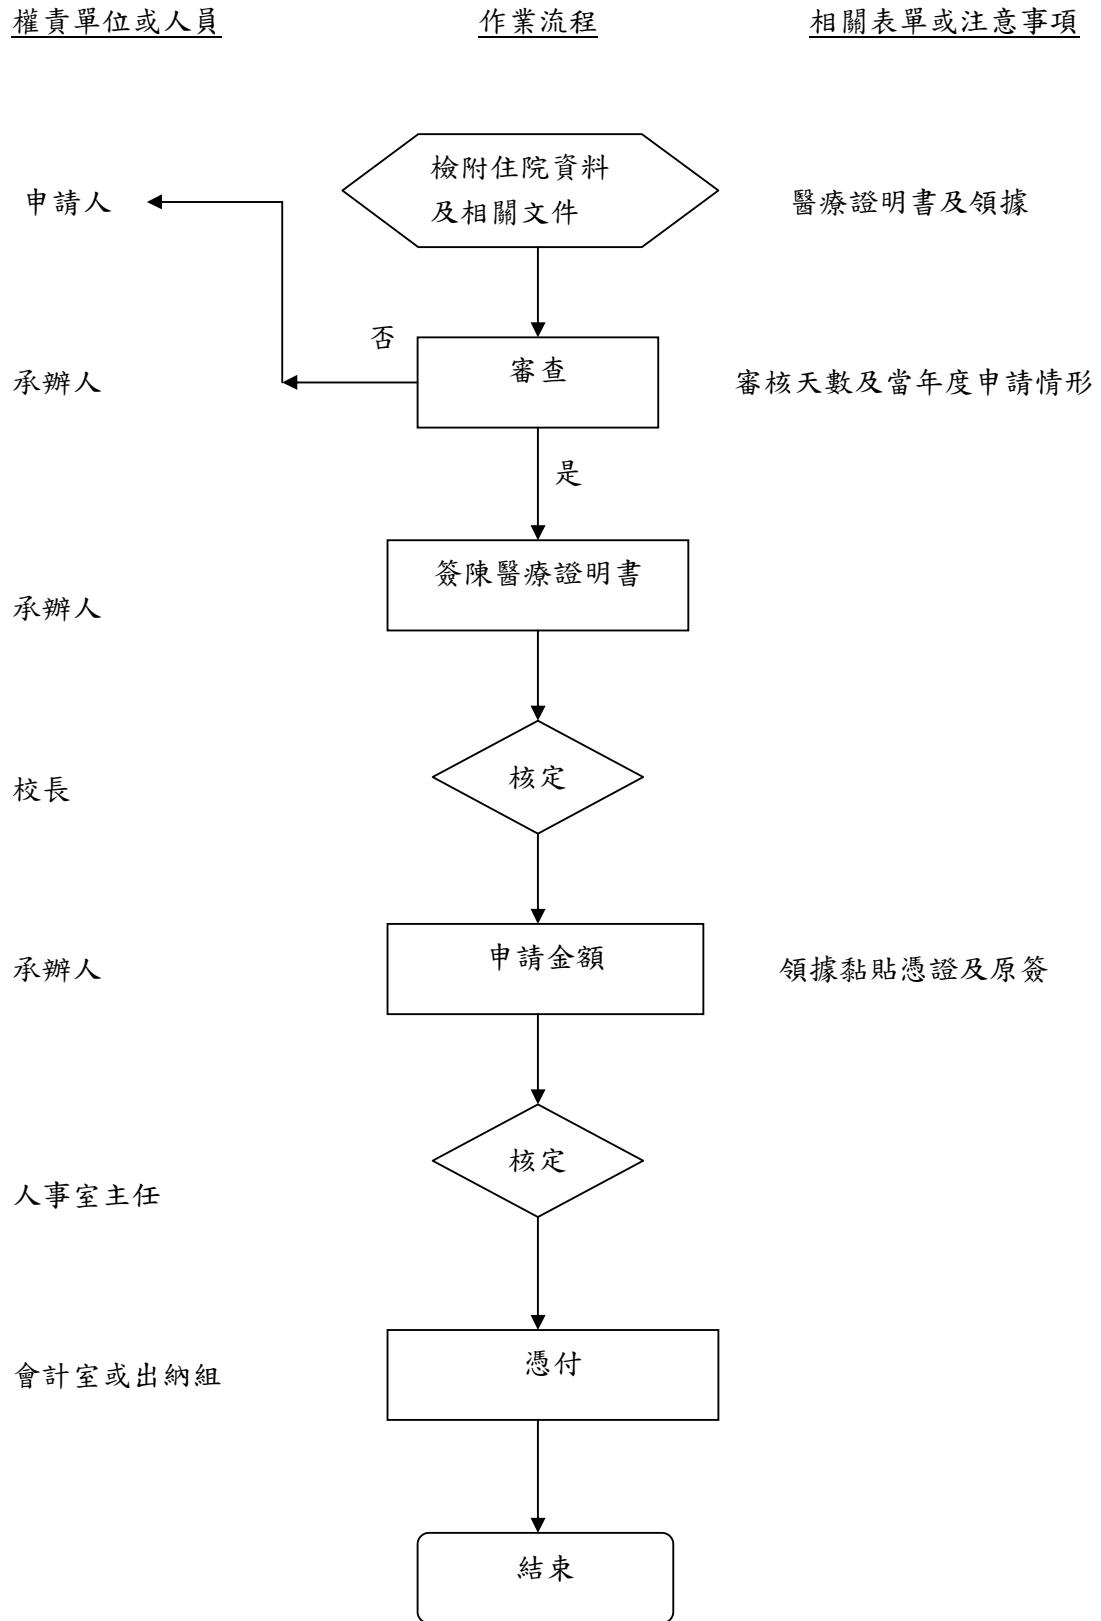 權責單位或人員
作業流程
相關表單或注意事項
檢附住院資料
及相關文件
申請人
醫療證明書及領據
否
審查
承辦人
審核天數及當年度申請情形
是
簽陳醫療證明書
承辦人
核定
校長
申請金額
承辦人
領據黏貼憑證及原簽
核定
人事室主任
憑付
會計室或出納組
結束